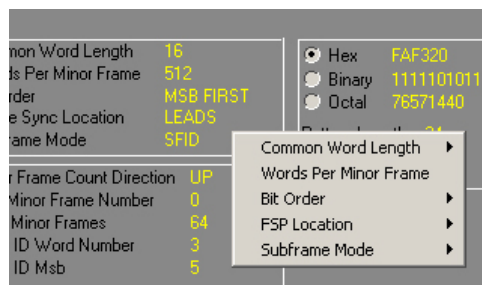 mon Word Length 16
ds Per Minor Frame 512
rder MSB FIRST
e Sync Location LEADS
rame Mode SFID
Hex FAF320
Binary 1111101011
Octal 76571440
r Frame Count Direction UP
Minor Frame Number 0
Minor Frames 64
ID Word Number 3
ID Msb 5
Common Word Length
Words Per Minor Frame
Bit Order
FSP Location
Subframe Mode